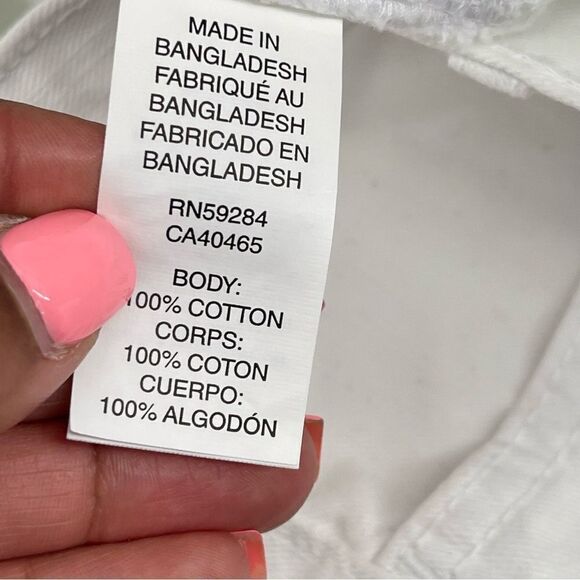 MADE IN
BANGLADESH
FABRIQUÉ AU
BANGLADESH
FABRICADO EN
BANGLADESH
RN59284
CA40465
BODY:
100% COTTON
CORPS:
100% COTON
CUERPO:
100% ALGODÓN